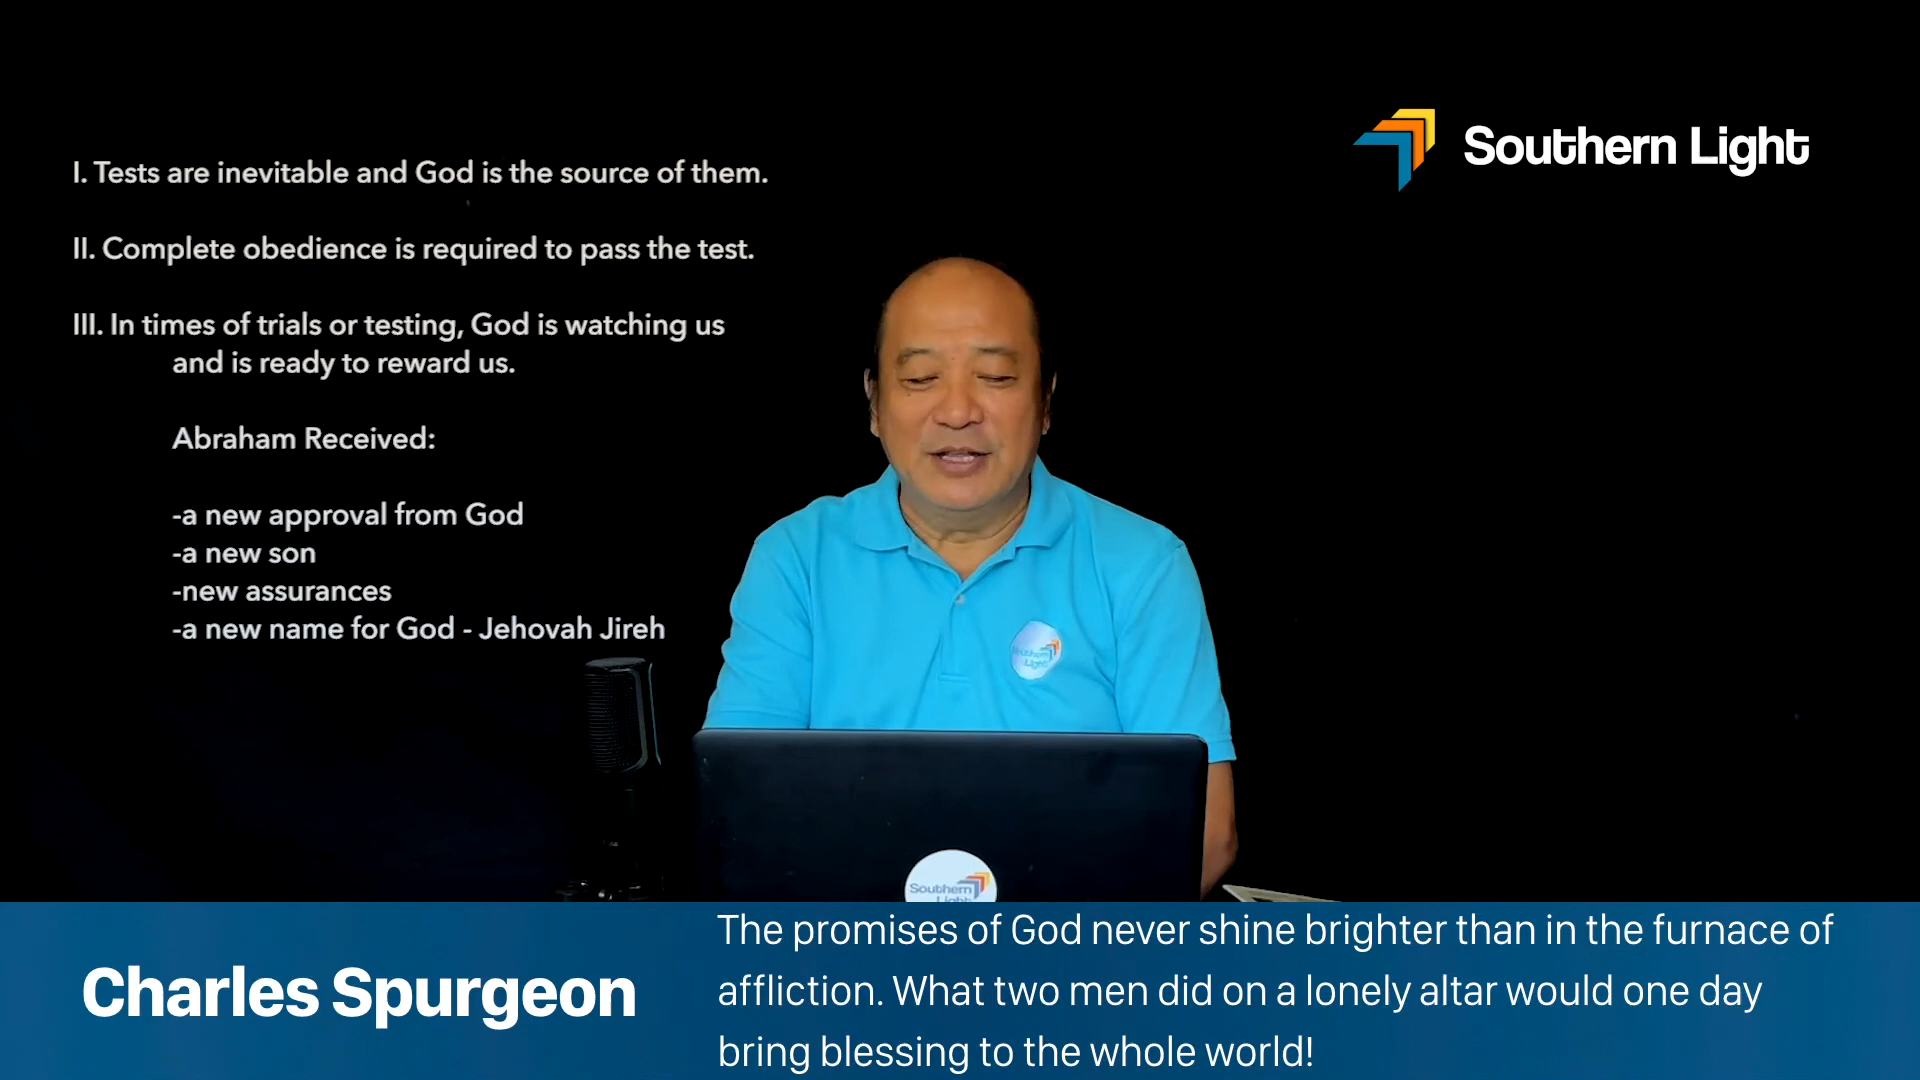 I. Tests are inevitable and God is the source of them.
II. Complete obedience is required to pass the test.
III. In times of trials or testing, God is watching us
and is ready to reward us.
Abraham Received:
-a new approval from God
-a new son
-new assurances
-a new name for God - Jehovah Jireh
Southern Light
Southern
Light
Southern
Light
Charles Spurgeon
The promises of God never shine brighter than in the furnace of
affliction. What two men did on a lonely altar would one day
bring blessing to the whole world!